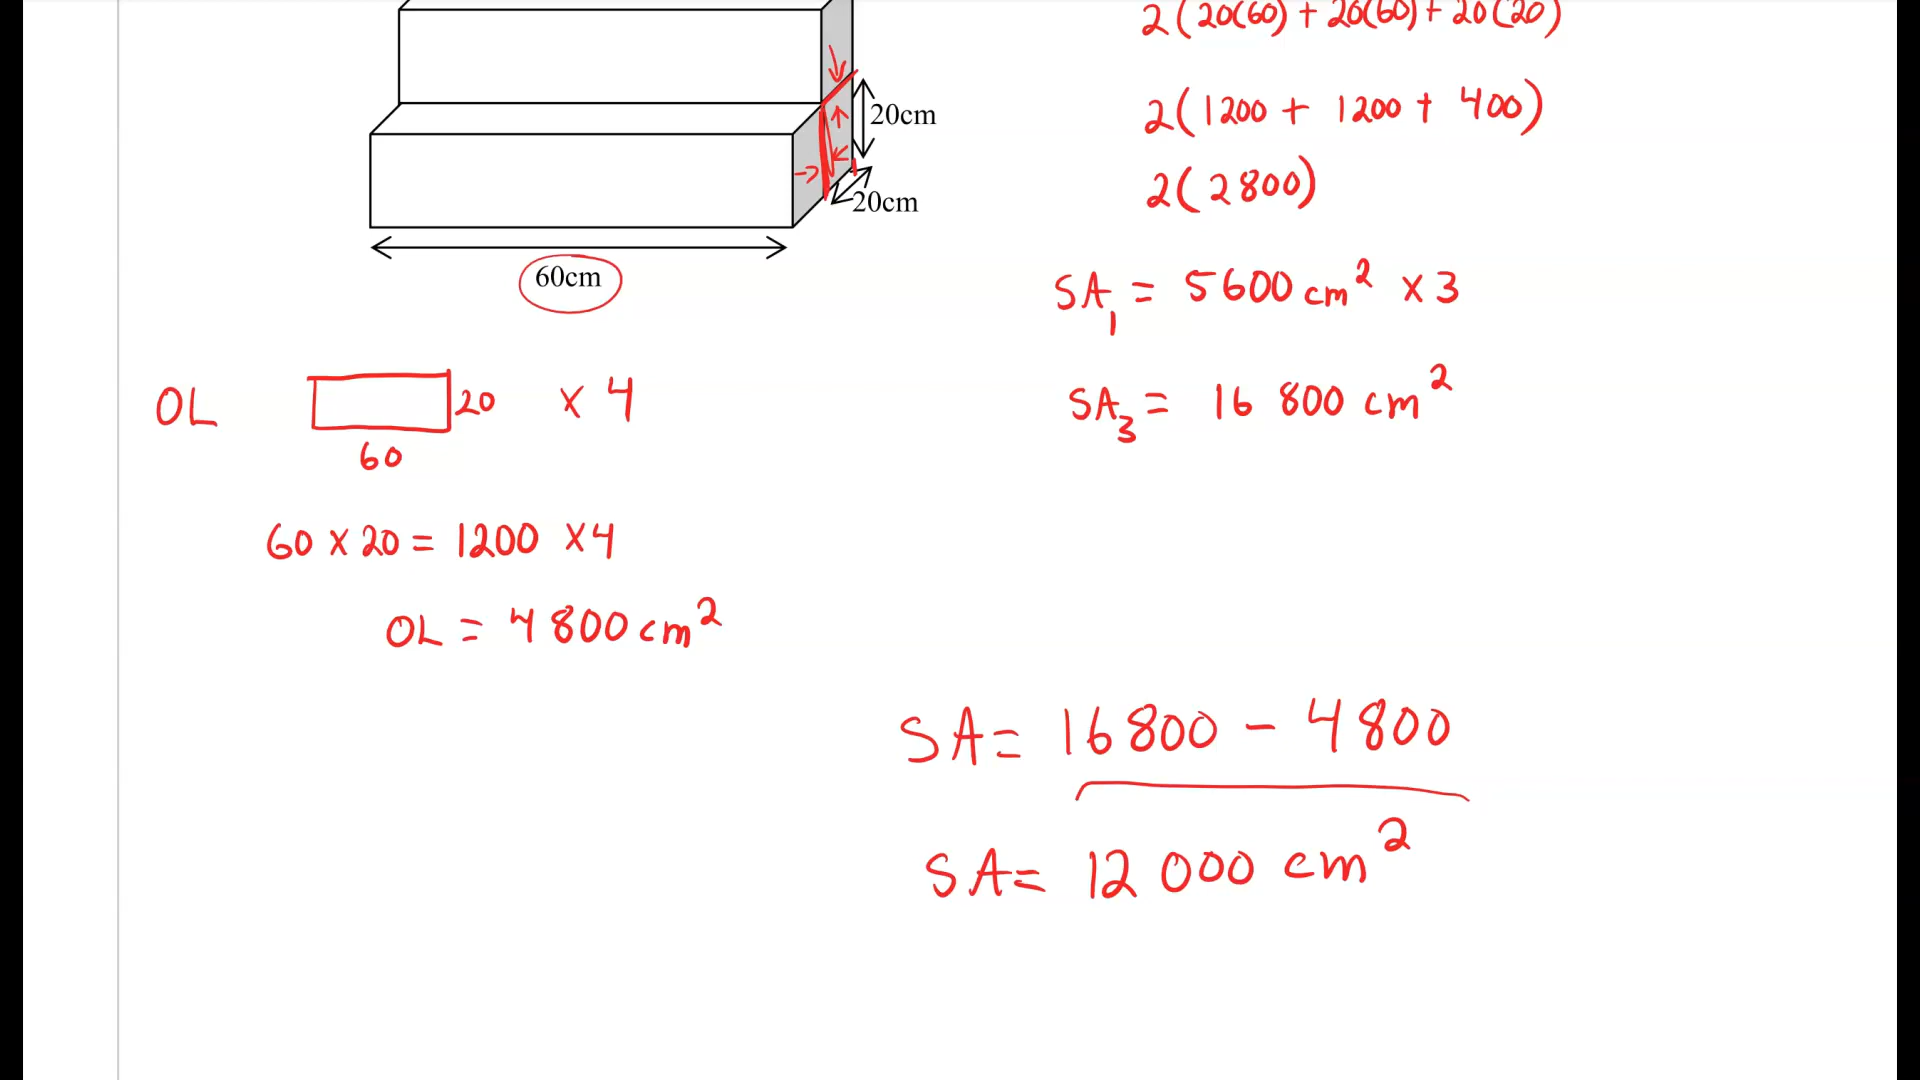 2(20(60) + 20(60) + 20(20)
2(1200 + 1200 + 400)
20cm
2(2800)
20cm
60cm
SA₁ = 5600 cm² x 3
SA₃ = 16 800 cm²
OL 20 x 4
60
60 x 20 = 1200 x4
OL = 4800 cm²
SA = 16800 - 4800
SA = 12 000 cm²